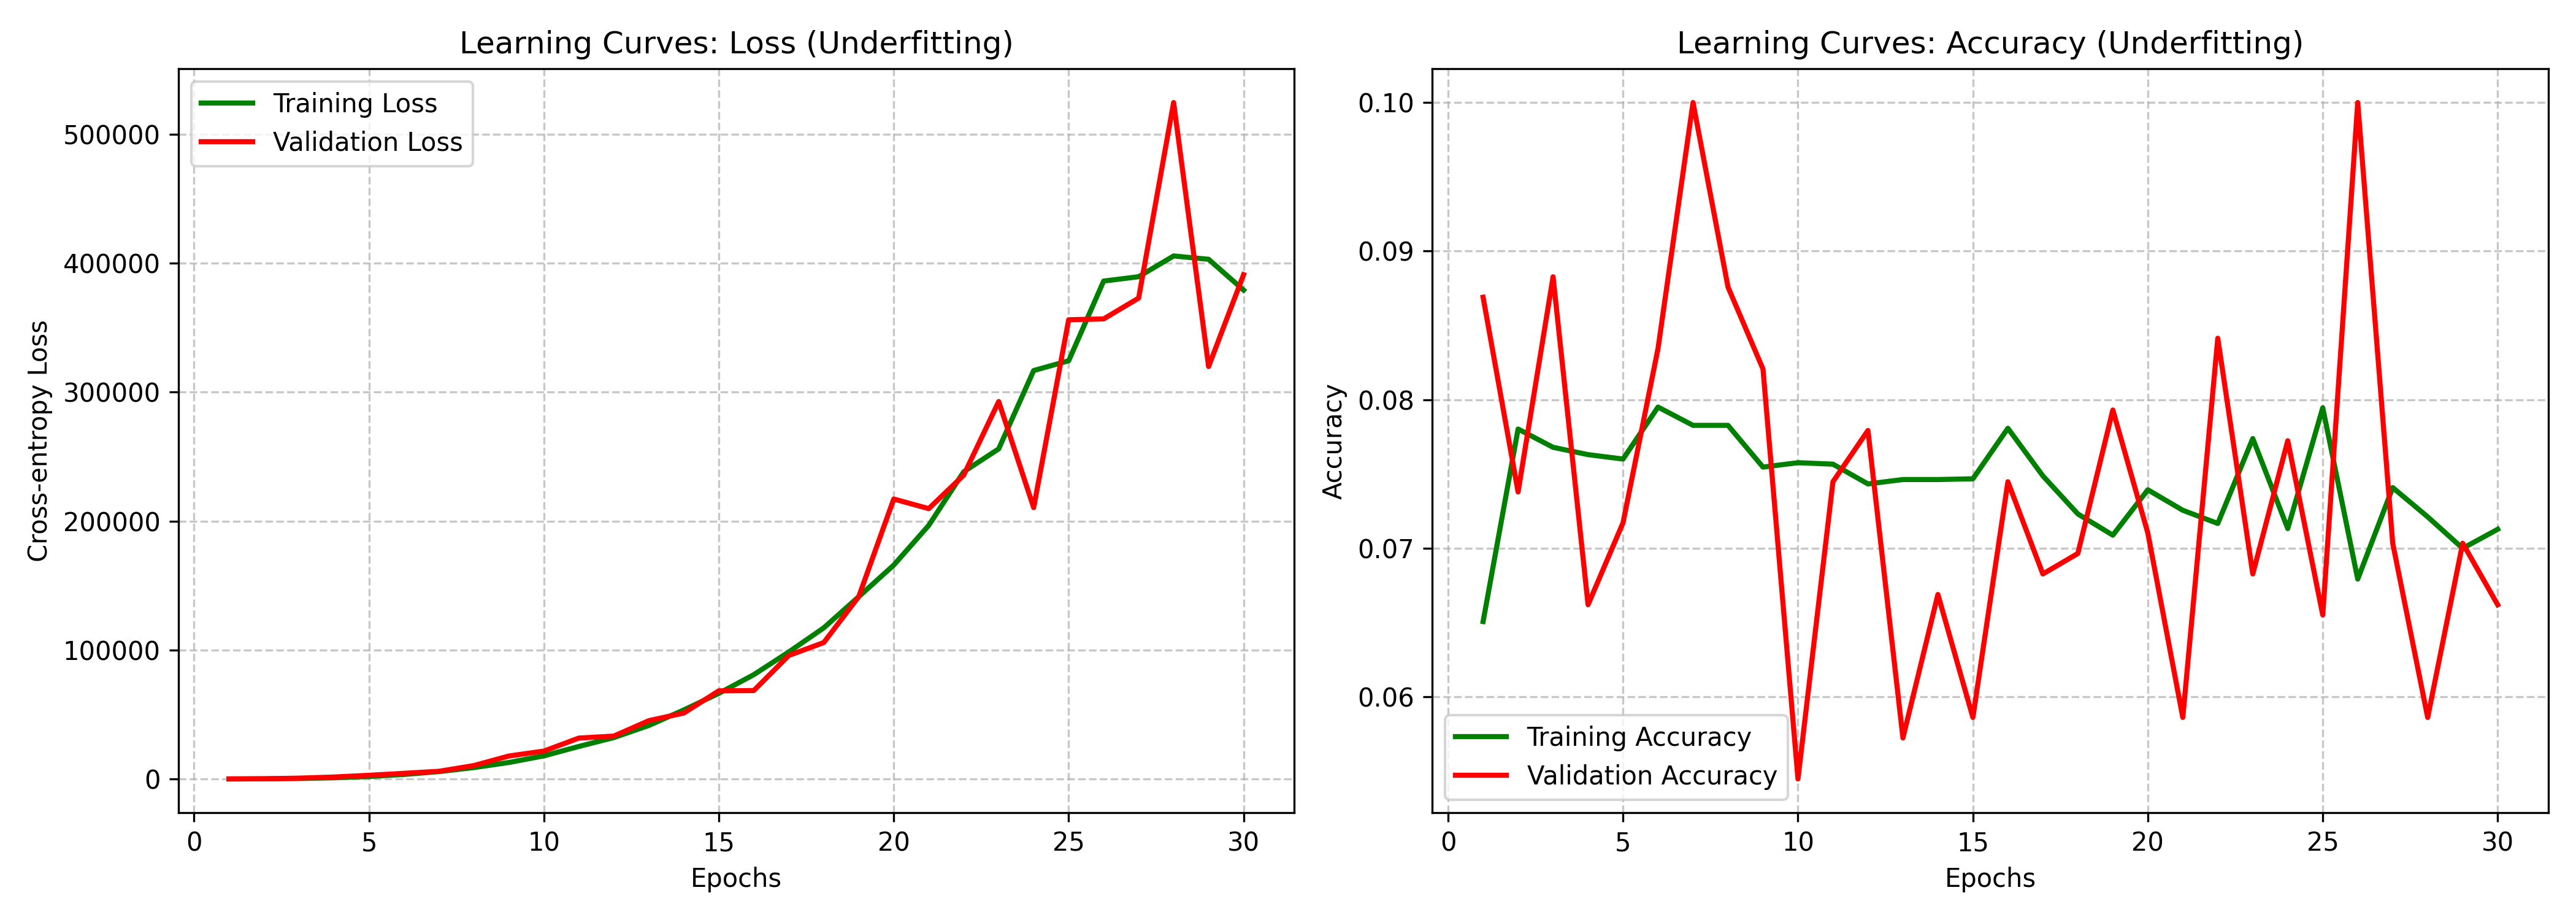 Learning Curves: Loss (Underfitting)
Training Loss
Validation Loss
Cross-entropy Loss
500000
400000
300000
200000
100000
0
0 5 10 15 20 25 30
Epochs
Learning Curves: Accuracy (Underfitting)
Accuracy
0.10
0.09
0.08
0.07
0.06
Training Accuracy
Validation Accuracy
0 5 10 15 20 25 30
Epochs